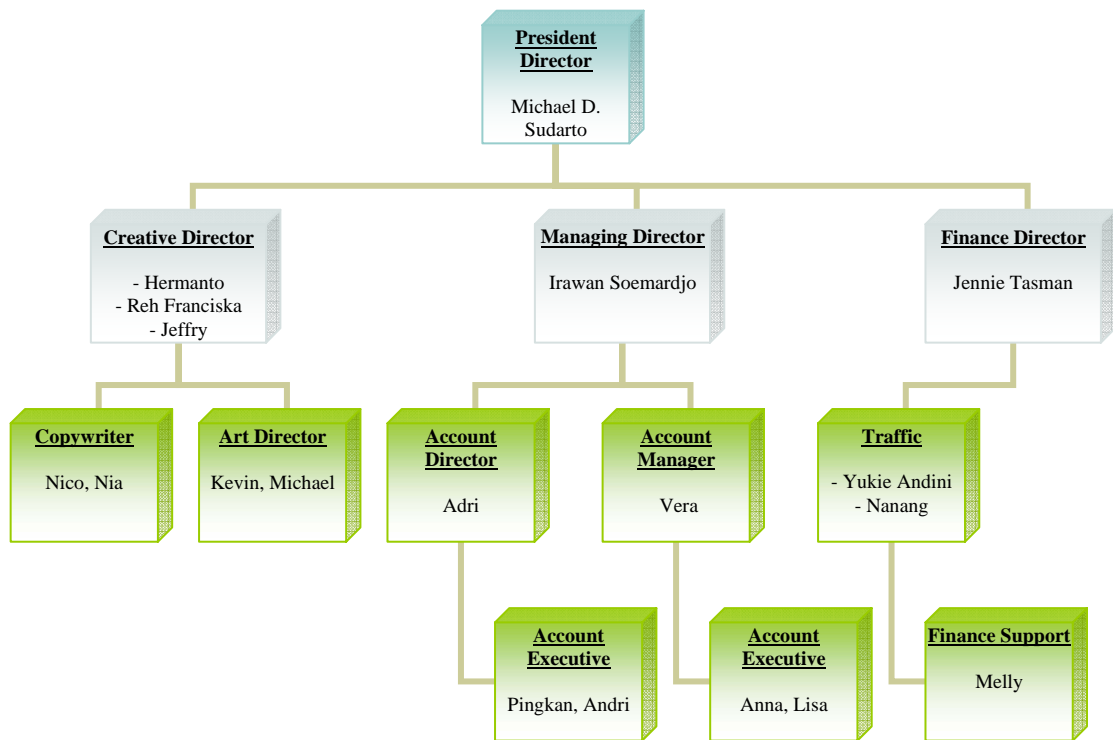 President
Director
Michael D.
Sudarto
Creative Director
- Hermanto
- Reh Franciska
- Jeffry
Managing Director
Irawan Soemardjo
Finance Director
Jennie Tasman
Copywriter
Nico, Nia
Art Director
Kevin, Michael
Account
Director
Adri
Account
Manager
Vera
Traffic
- Yukie Andini
- Nanang
Account
Executive
Pingkan, Andri
Account
Executive
Anna, Lisa
Finance Support
Melly